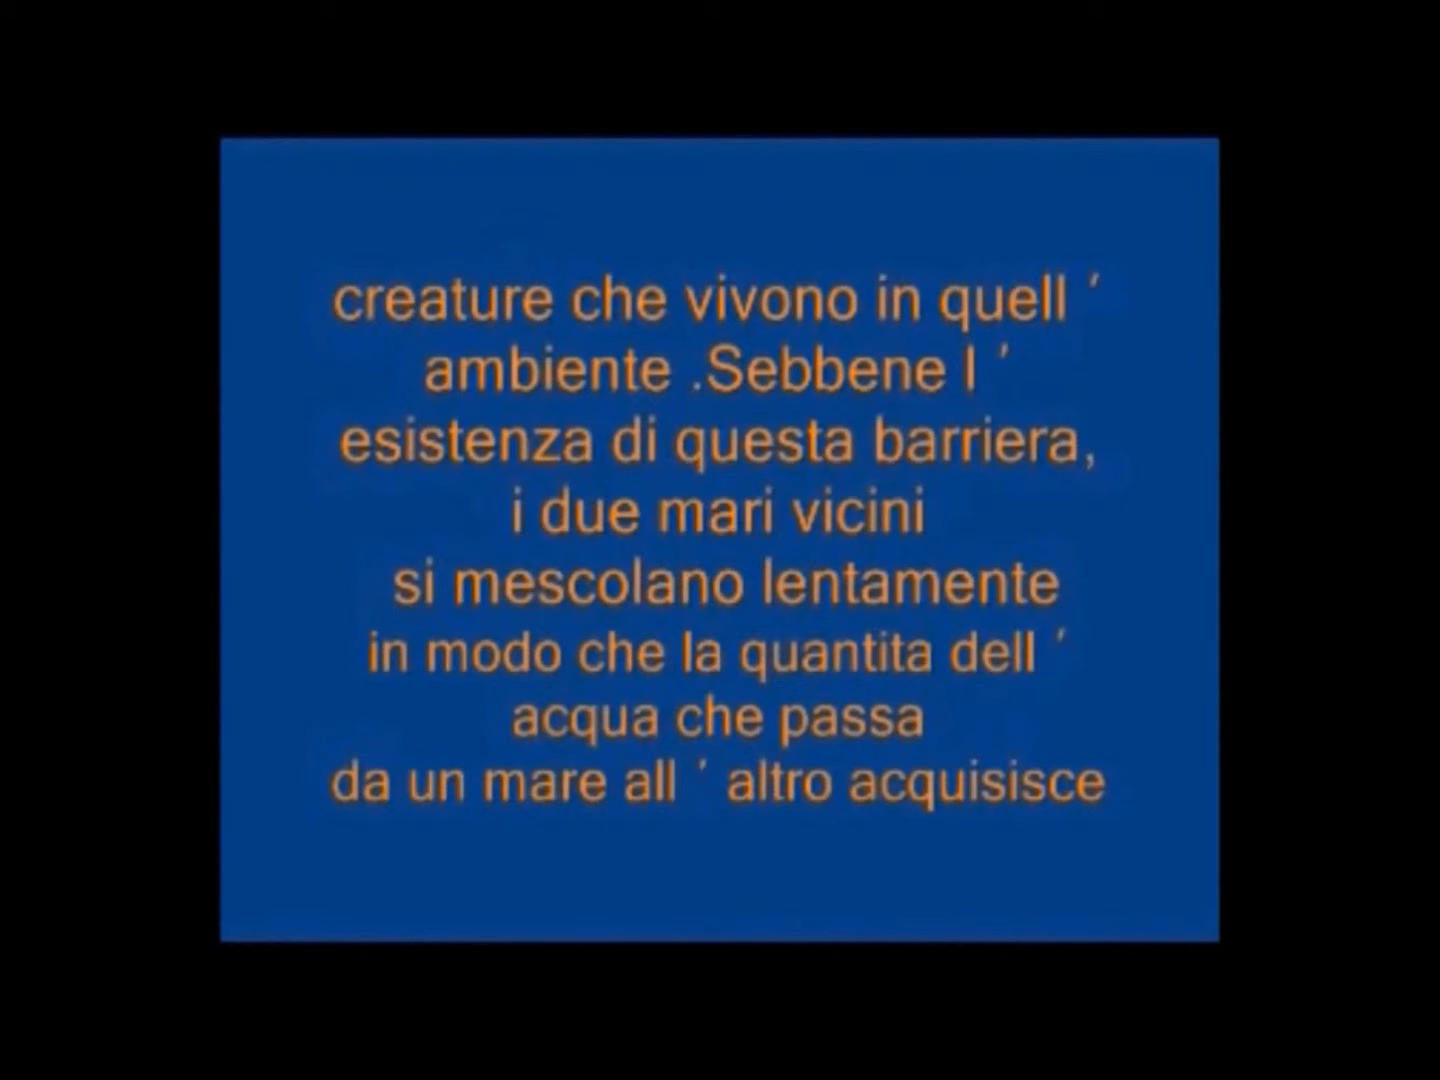 creature che vivono in quell ′
ambiente .Sebbene l ′
esistenza di questa barriera,
i due mari vicini
si mescolano lentamente
in modo che la quantita dell ′
acqua che passa
da un mare all ′ altro acquisisce